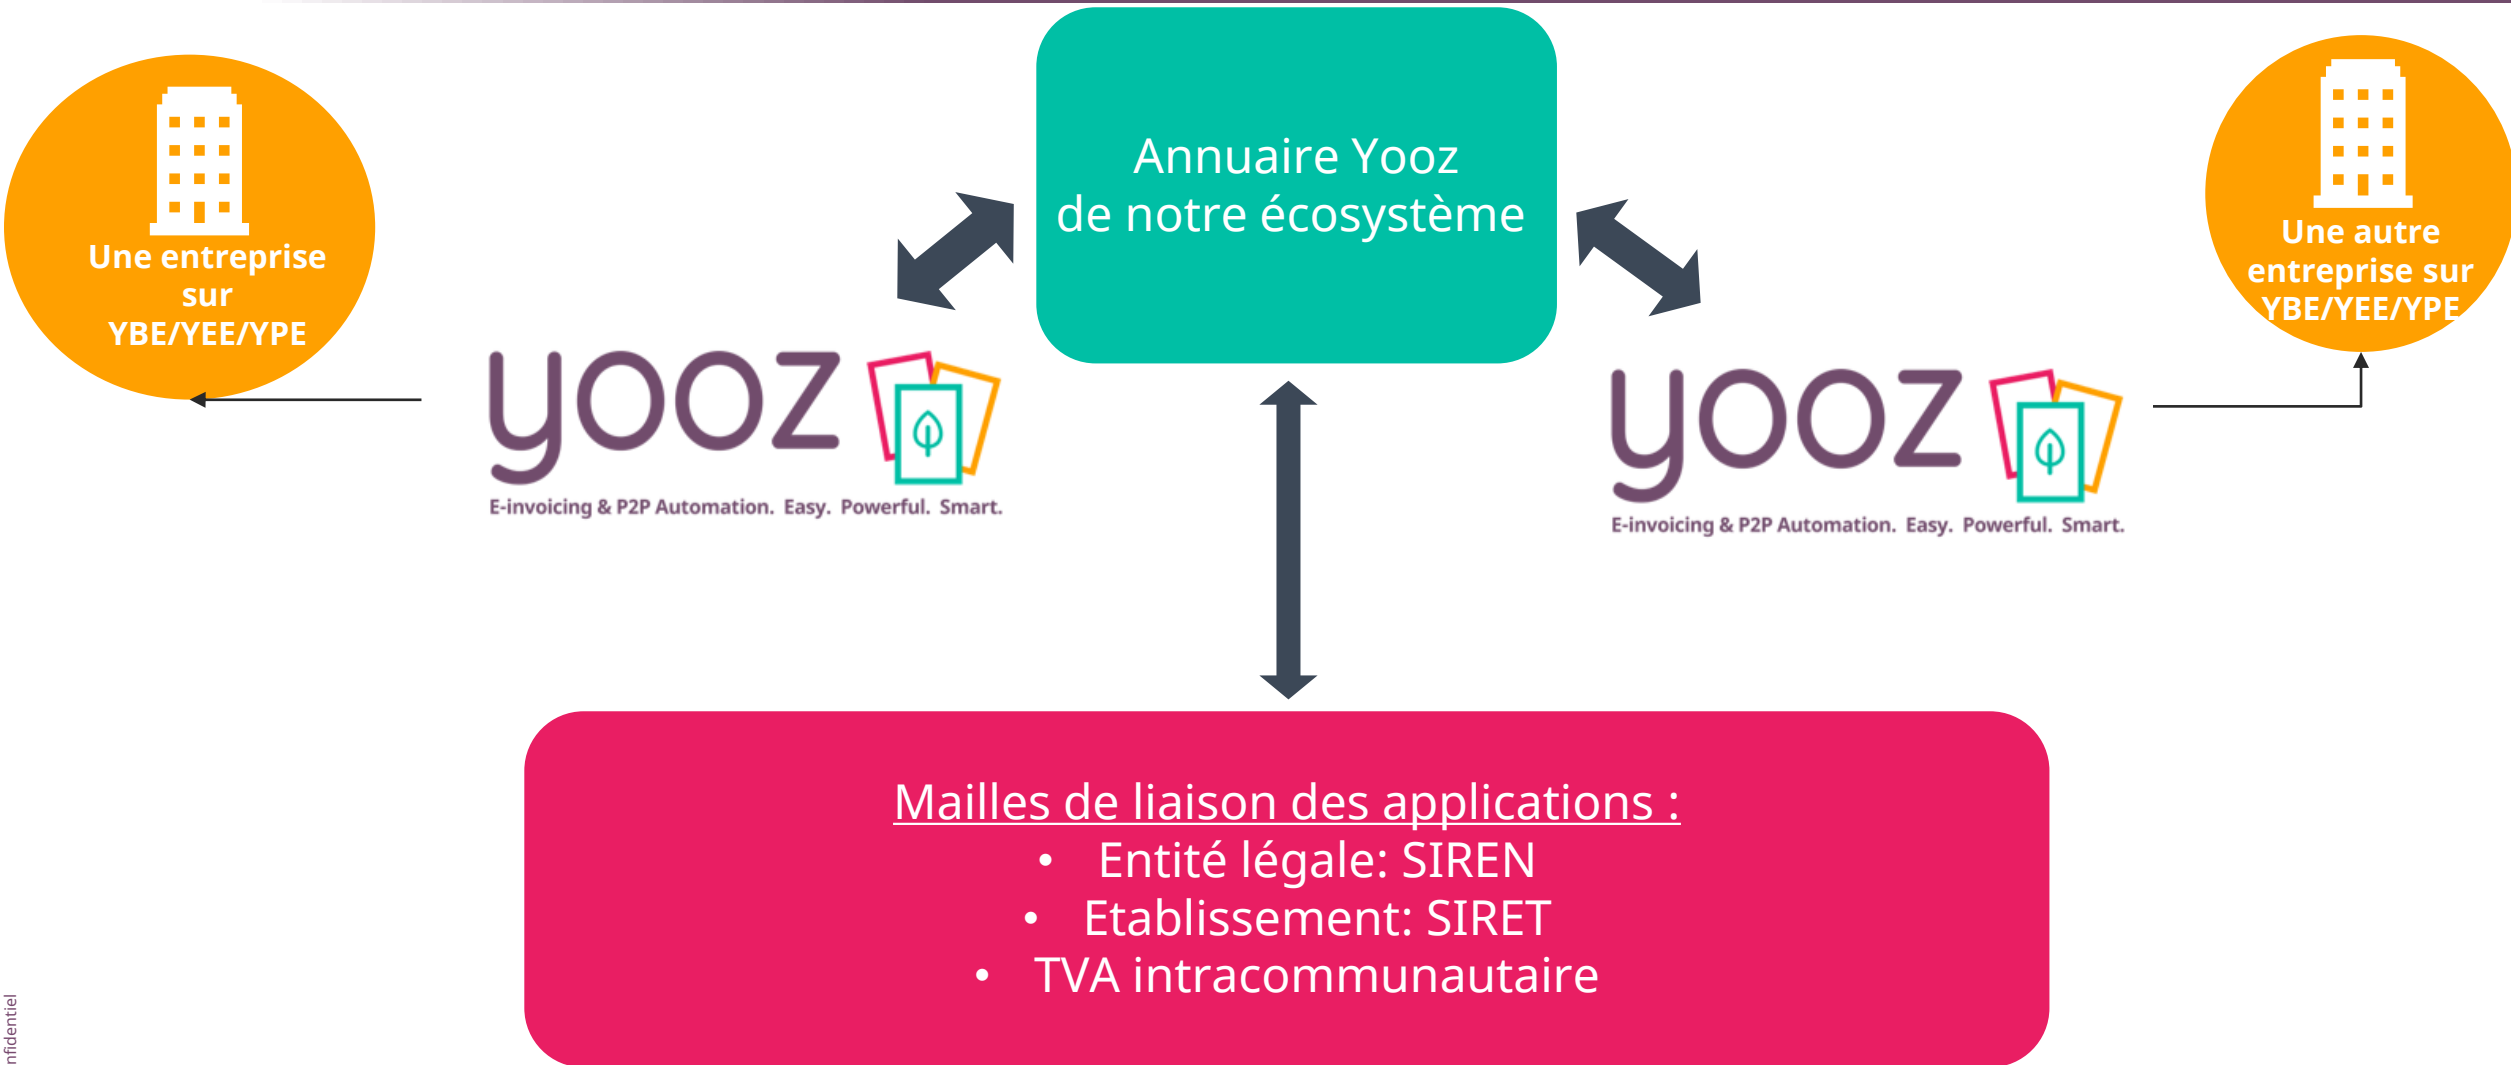 Annuaire Yooz
de notre écosystème
Une entreprise
sur
YBE/YEE/YPE
Une autre
entreprise sur
YBE/YEE/YPE
yooz
E-invoicing & P2P Automation. Easy. Powerful. Smart.
yooz
E-invoicing & P2P Automation. Easy. Powerful. Smart.
Mailles de liaison des applications :
• Entité légale: SIREN
• Etablissement: SIRET
• TVA intracommunautaire
nfidentiel